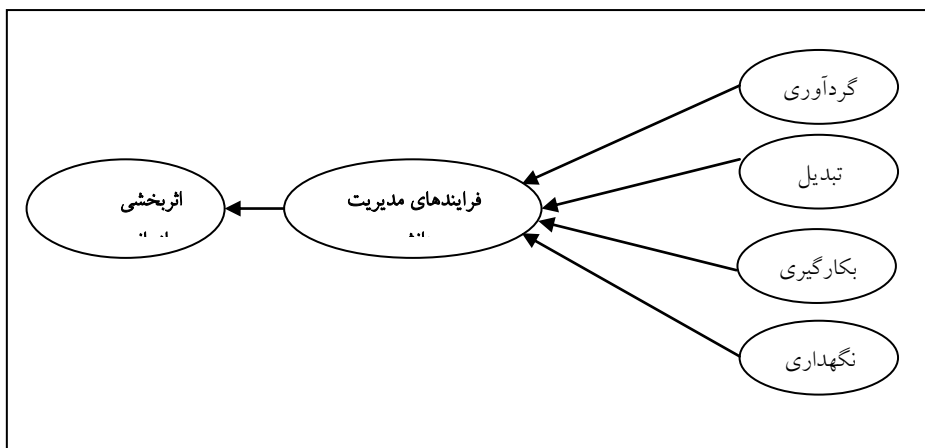 گردآوری
تبدیل
بکارگیری
نگهداری
فرایندهای مدیریت
اثربخشی